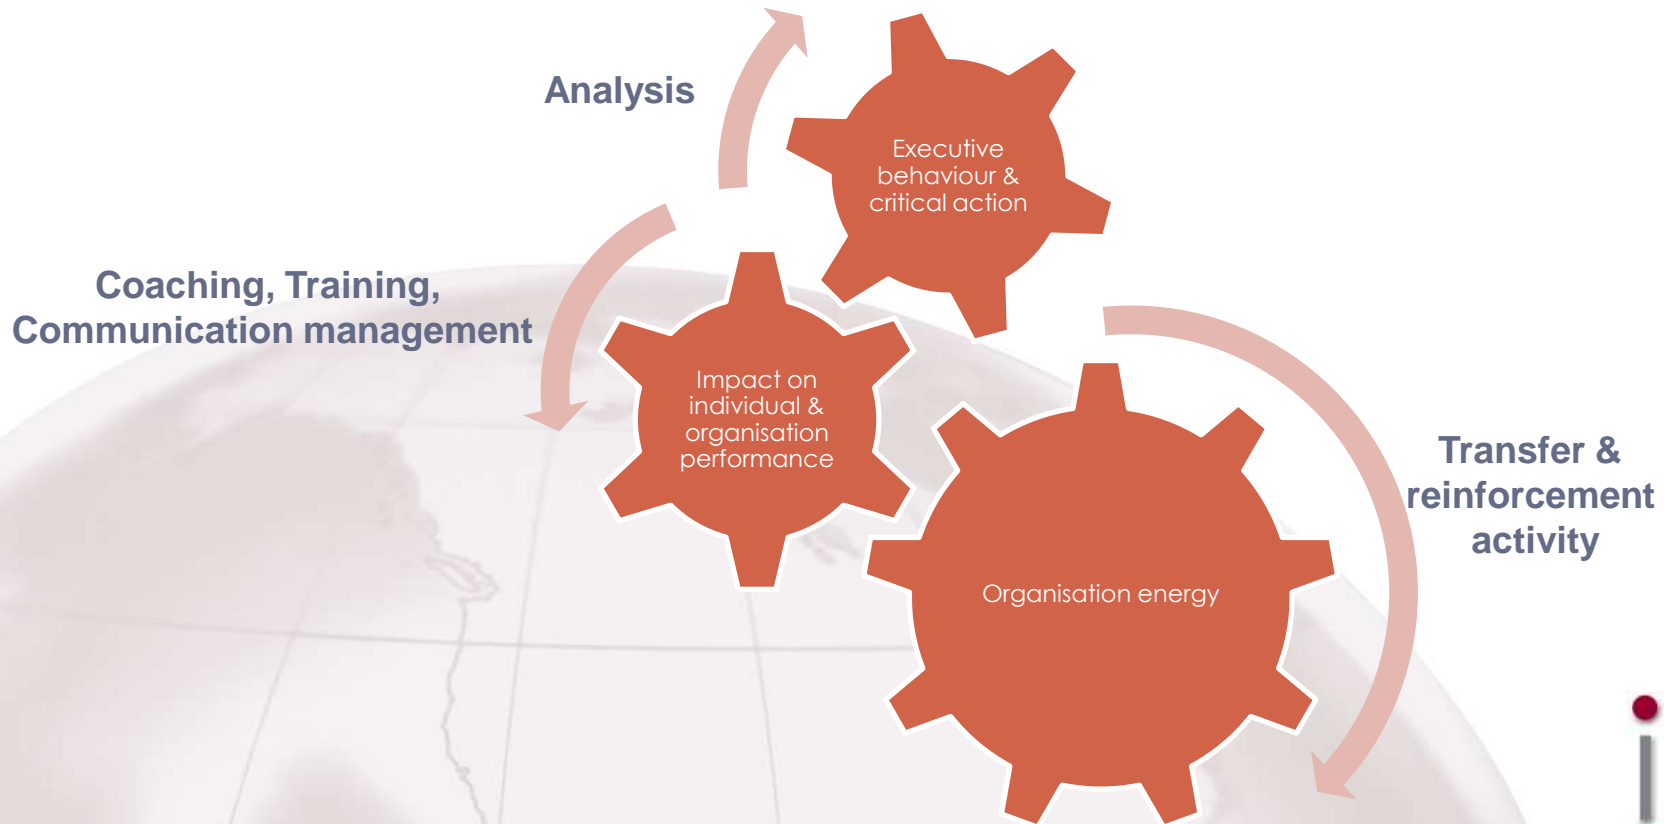 Analysis
Executive
behaviour &
critical action
Coaching, Training,
Communication management
Impact on
individual &
organisation
performance
Transfer &
reinforcement
activity
Organisation energy